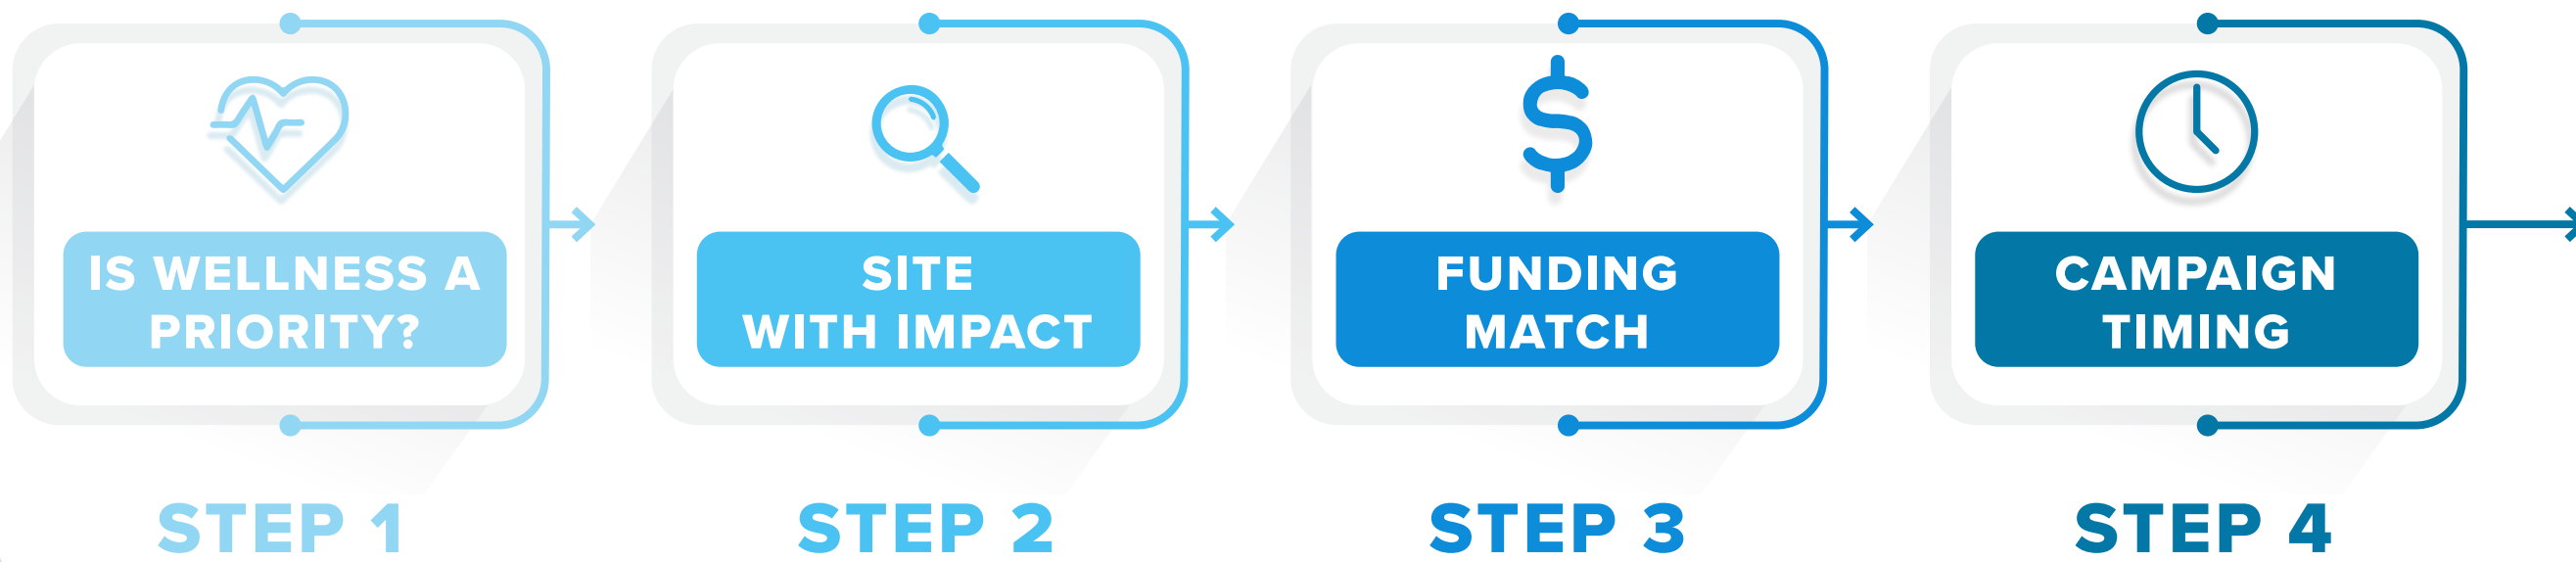 IS WELLNESS A
PRIORITY?
STEP 1
SITE
WITH IMPACT
STEP 2
FUNDING
MATCH
STEP 3
CAMPAIGN
TIMING
STEP 4